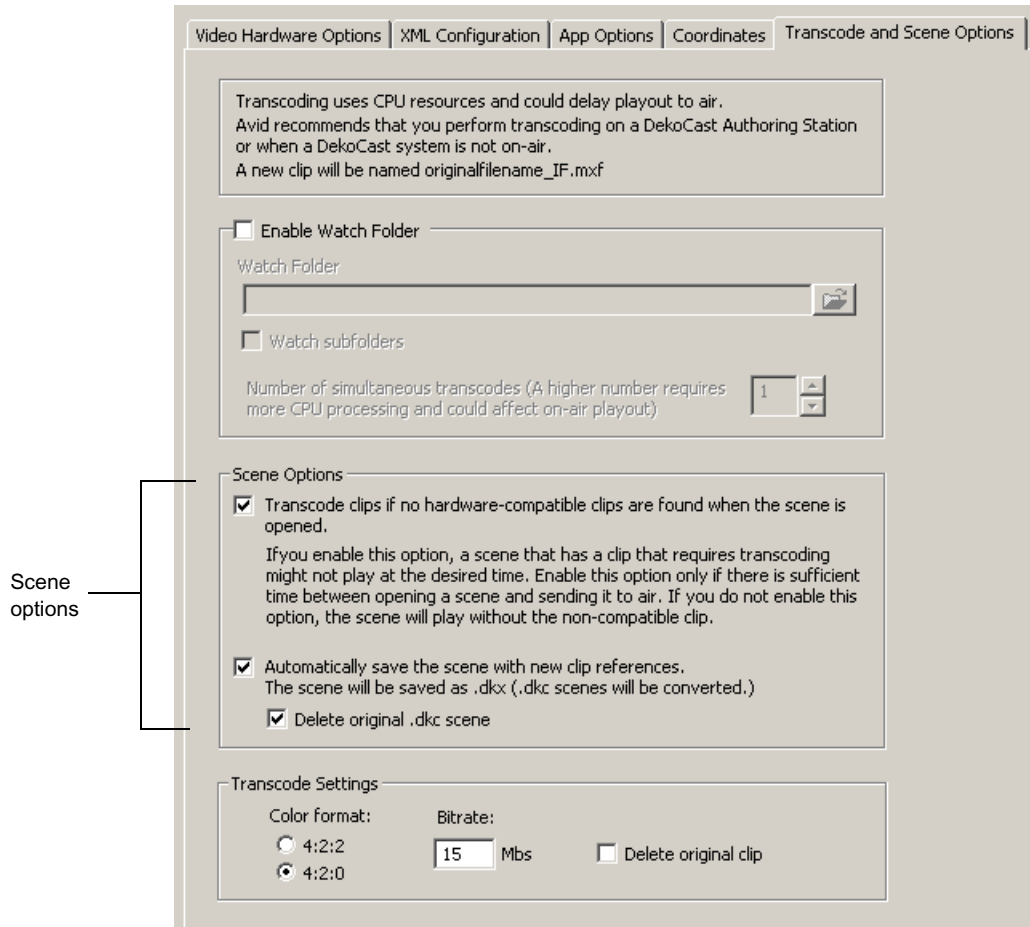 Video Hardware Options
XML Configuration
App Options
Coordinates
Transcode and Scene Options
Transcoding uses CPU resources and could delay playout to air.
Avid recommends that you perform transcoding on a DekoCast Authoring Station
or when a DekoCast system is not on-air.
A new clip will be named originalfilename_IF.mxf
Enable Watch Folder
Watch Folder
Watch subfolders
Number of simultaneous transcodes (A higher number requires
more CPU processing and could affect on-air playout)
1
Scene Options
Transcode clips if no hardware-compatible clips are found when the scene is
opened.
Ifyou enable this option, a scene that has a clip that requires transcoding
might not play at the desired time. Enable this option only if there is sufficient
time between opening a scene and sending it to air. If you do not enable this
option, the scene will play without the non-compatible clip.
Scene
options
Automatically save the scene with new clip references.
The scene will be saved as .dkx (.dkc scenes will be converted.)
Delete original .dkc scene
Transcode Settings
Color format:
4:2:2
4:2:0
Bitrate:
15 Mbs
Delete original clip